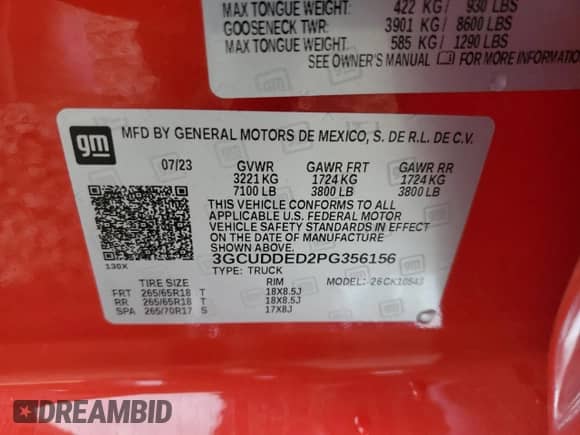 MAX TONGUE WEIGHT: 422 KG / 930 LBS
GOOSENECK TWR: 3901 KG / 8600 LBS
MAX TONGUE WEIGHT: 585 KG / 1290 LBS
SEE OWNER'S MANUAL FOR MORE INFORMATION
gm
MFD BY GENERAL MOTORS DE MEXICO, S. DE R.L. DE C.V.
07/23 GVWR GAWR FRT GAWR RR
3221 KG 1724 KG 1724 KG
7100 LB 3800 LB 3800 LB
THIS VEHICLE CONFORMS TO ALL
APPLICABLE U.S. FEDERAL MOTOR
VEHICLE SAFETY STANDARDS IN EFFECT
ON THE DATE OF MANUFACTURE
SHOWN ABOVE.
3GCUDDED2PG356156
130X
TYPE: TRUCK
TIRE SIZE RIM MODEL: 26CK10543
FRT 265/65R18 T 18X8.5J
RR 265/65R18 T 18X8.5J
SPA 265/70R17 S 17X8J
DREAMBID